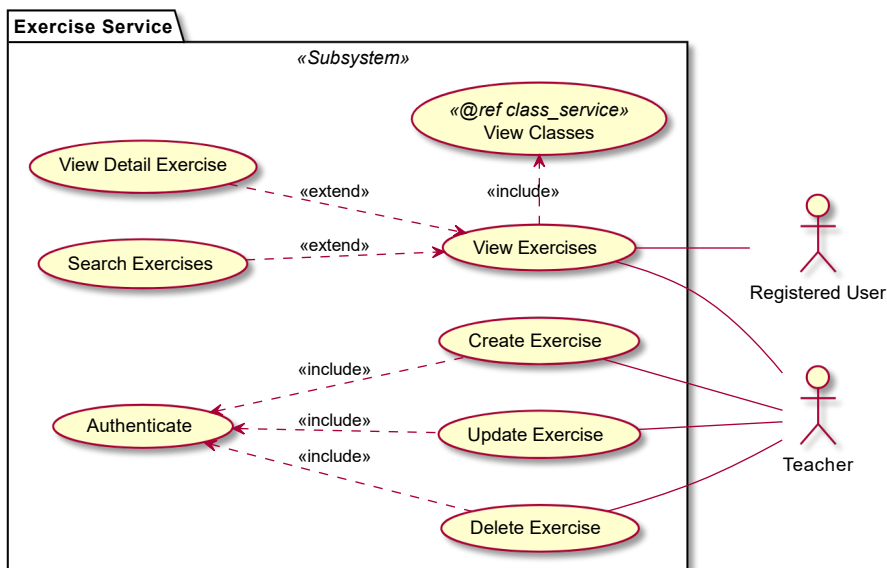 Exercise Service
«Subsystem»
«@ref class_service»
View Classes
View Detail Exercise
«extend»
«include»
View Exercises
Search Exercises
«extend»
Registered User
Create Exercise
«include»
Authenticate
«include»
Update Exercise
Teacher
«include»
Delete Exercise